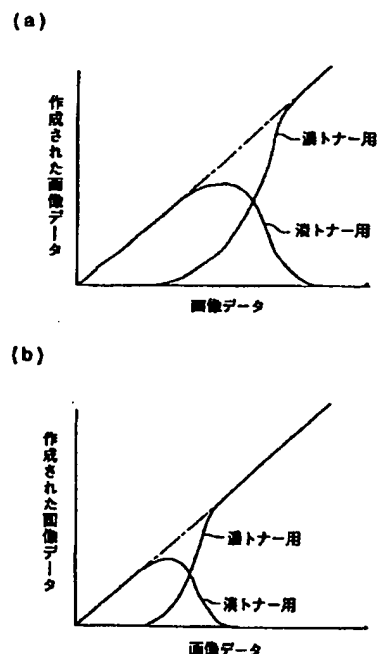 (a)
作成された画像データ
濃トナー用
淡トナー用
画像データ
(b)
作成された画像データ
濃トナー用
淡トナー用
画像データ